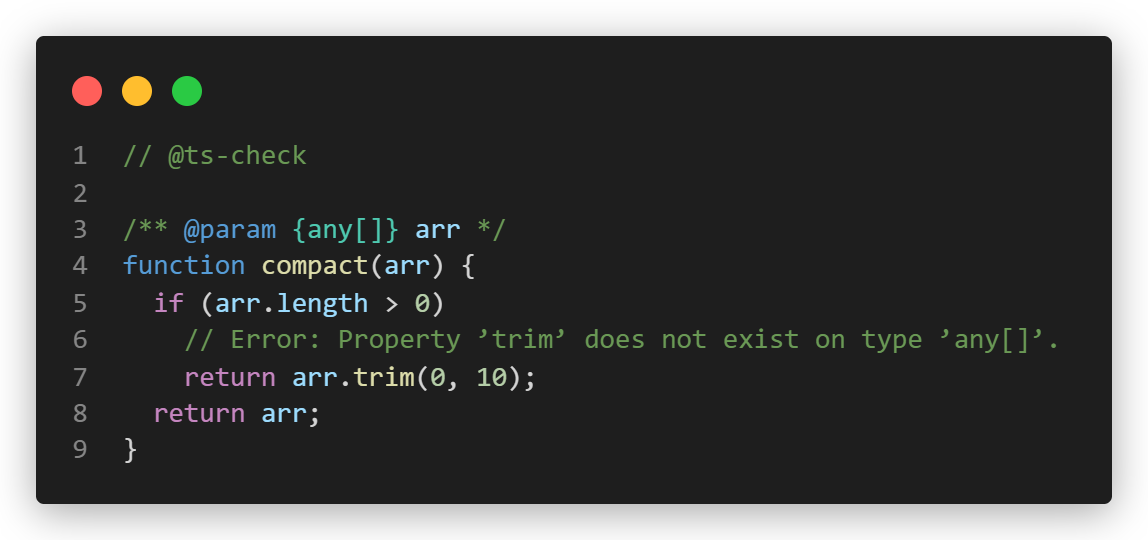 1 // @ts-check
2
3 /** @param {any[]} arr */
4 function compact(arr) {
5   if (arr.length > 0)
6     // Error: Property ’trim’ does not exist on type ’any[]’.
7     return arr.trim(0, 10);
8   return arr;
9 }